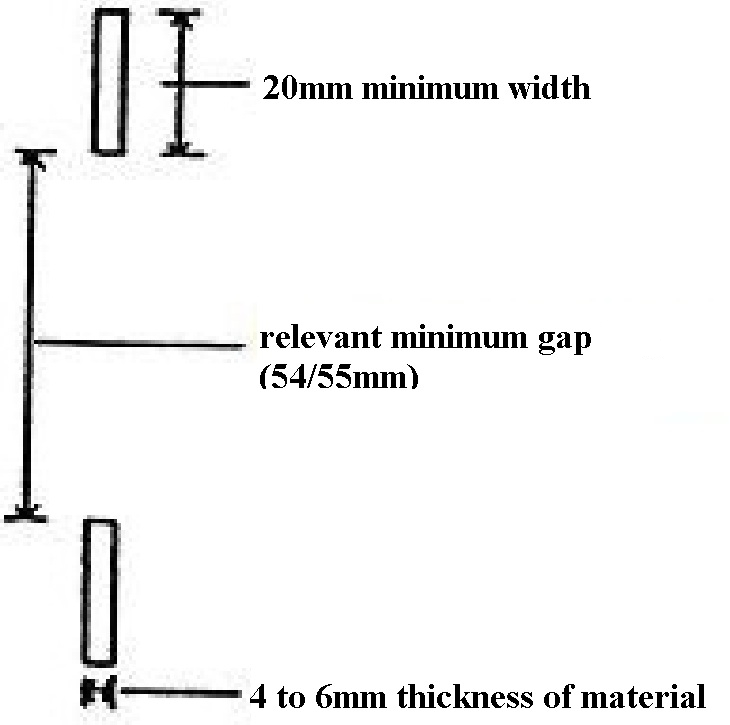 20mm minimum width
relevant minimum gap
(54/55mm)
4 to 6mm thickness of material